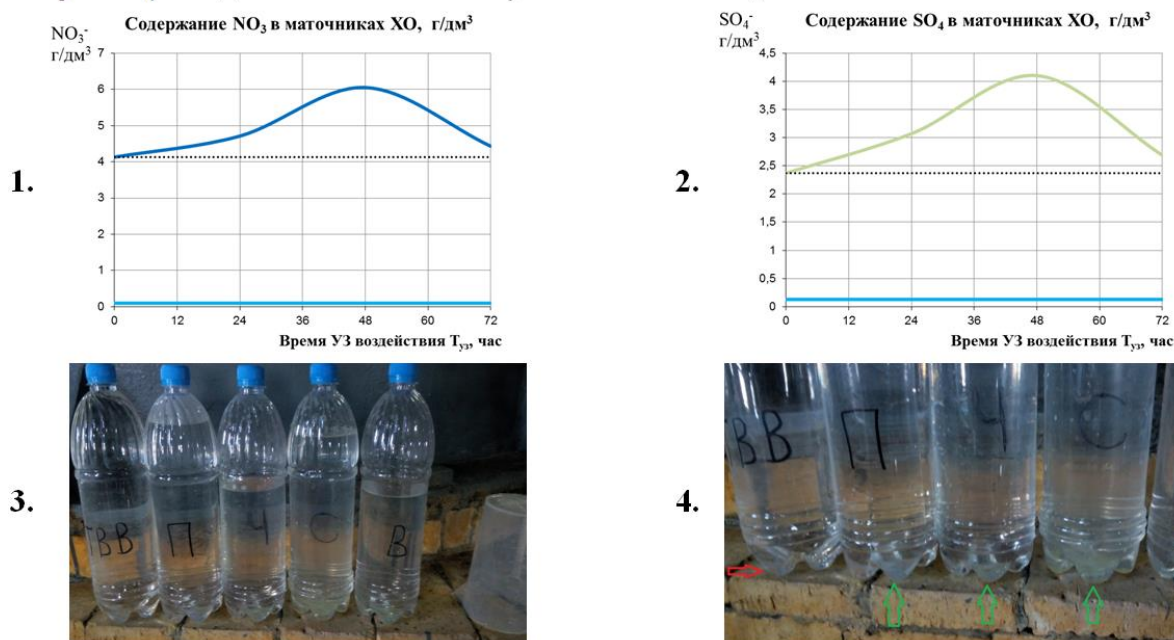 Содержание NO3 в маточниках ХО, г/дм³
NO3⁻
г/дм³
7
6
5
4
3
2
1
0
0 12 24 36 48 60 72
Время УЗ воздействия Туз, час
1.
Содержание SO4 в маточниках ХО, г/дм³
SO4⁻
г/дм³
4,5
4
3,5
3
2,5
2
1,5
1
0,5
0
0 12 24 36 48 60 72
Время УЗ воздействия Туз, час
2.
3.
ТВВ П Ч С В
4.
ТВВ П Ч С